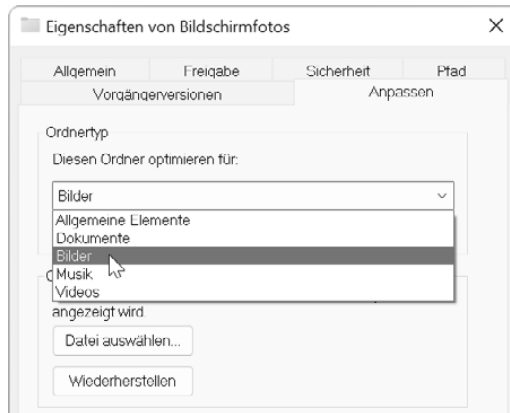 Eigenschaften von Bildschirmfotos
Allgemein Freigabe Sicherheit Pfad
Vorgängerversionen Anpassen
Ordnertyp
Diesen Ordner optimieren für:
Bilder
Allgemeine Elemente
Dokumente
Bilder
Musik
Videos
angezeigt wird.
Datei auswählen...
Wiederherstellen